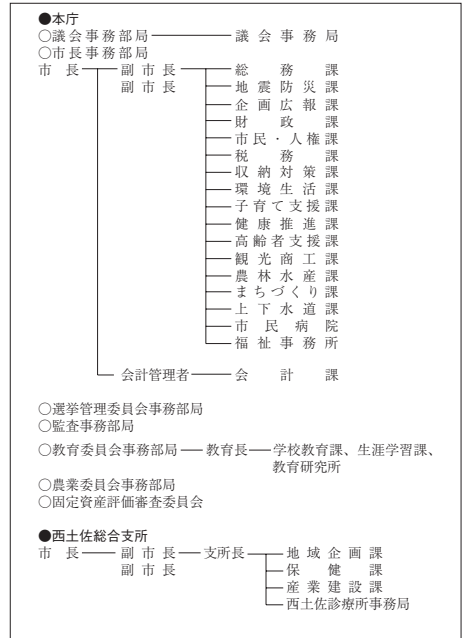 ●本庁
○議会事務部局 議会事務局
○市長事務部局
市長 副市長 総務課
副市長 地震防災課
企画広報課
財政課
市民・人権課
税務課
収納対策課
環境生活課
子育て支援課
健康推進課
高齢者支援課
観光商工課
農林水産課
まちづくり課
上下水道課
市民病院
福祉事務所
会計管理者 会計課
○選挙管理委員会事務部局
○監査事務部局
○教育委員会事務部局 教育長 学校教育課、生涯学習課、
教育研究所
○農業委員会事務部局
○固定資産評価審査委員会
●西土佐総合支所
市長 副市長 支所長 地域企画課
副市長 保健課
産業建設課
西土佐診療所事務局